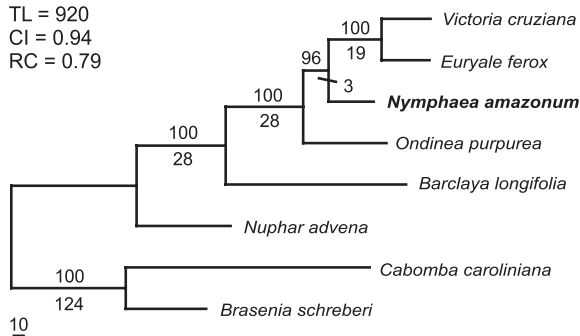 TL = 920
CI = 0.94
RC = 0.79
100
19
Victoria cruziana
Euryale ferox
96
3
Nymphaea amazonum
100
28
Ondinea purpurea
100
28
Barclaya longifolia
Nuphar advena
100
124
Cabomba caroliniana
Brasenia schreberi
10